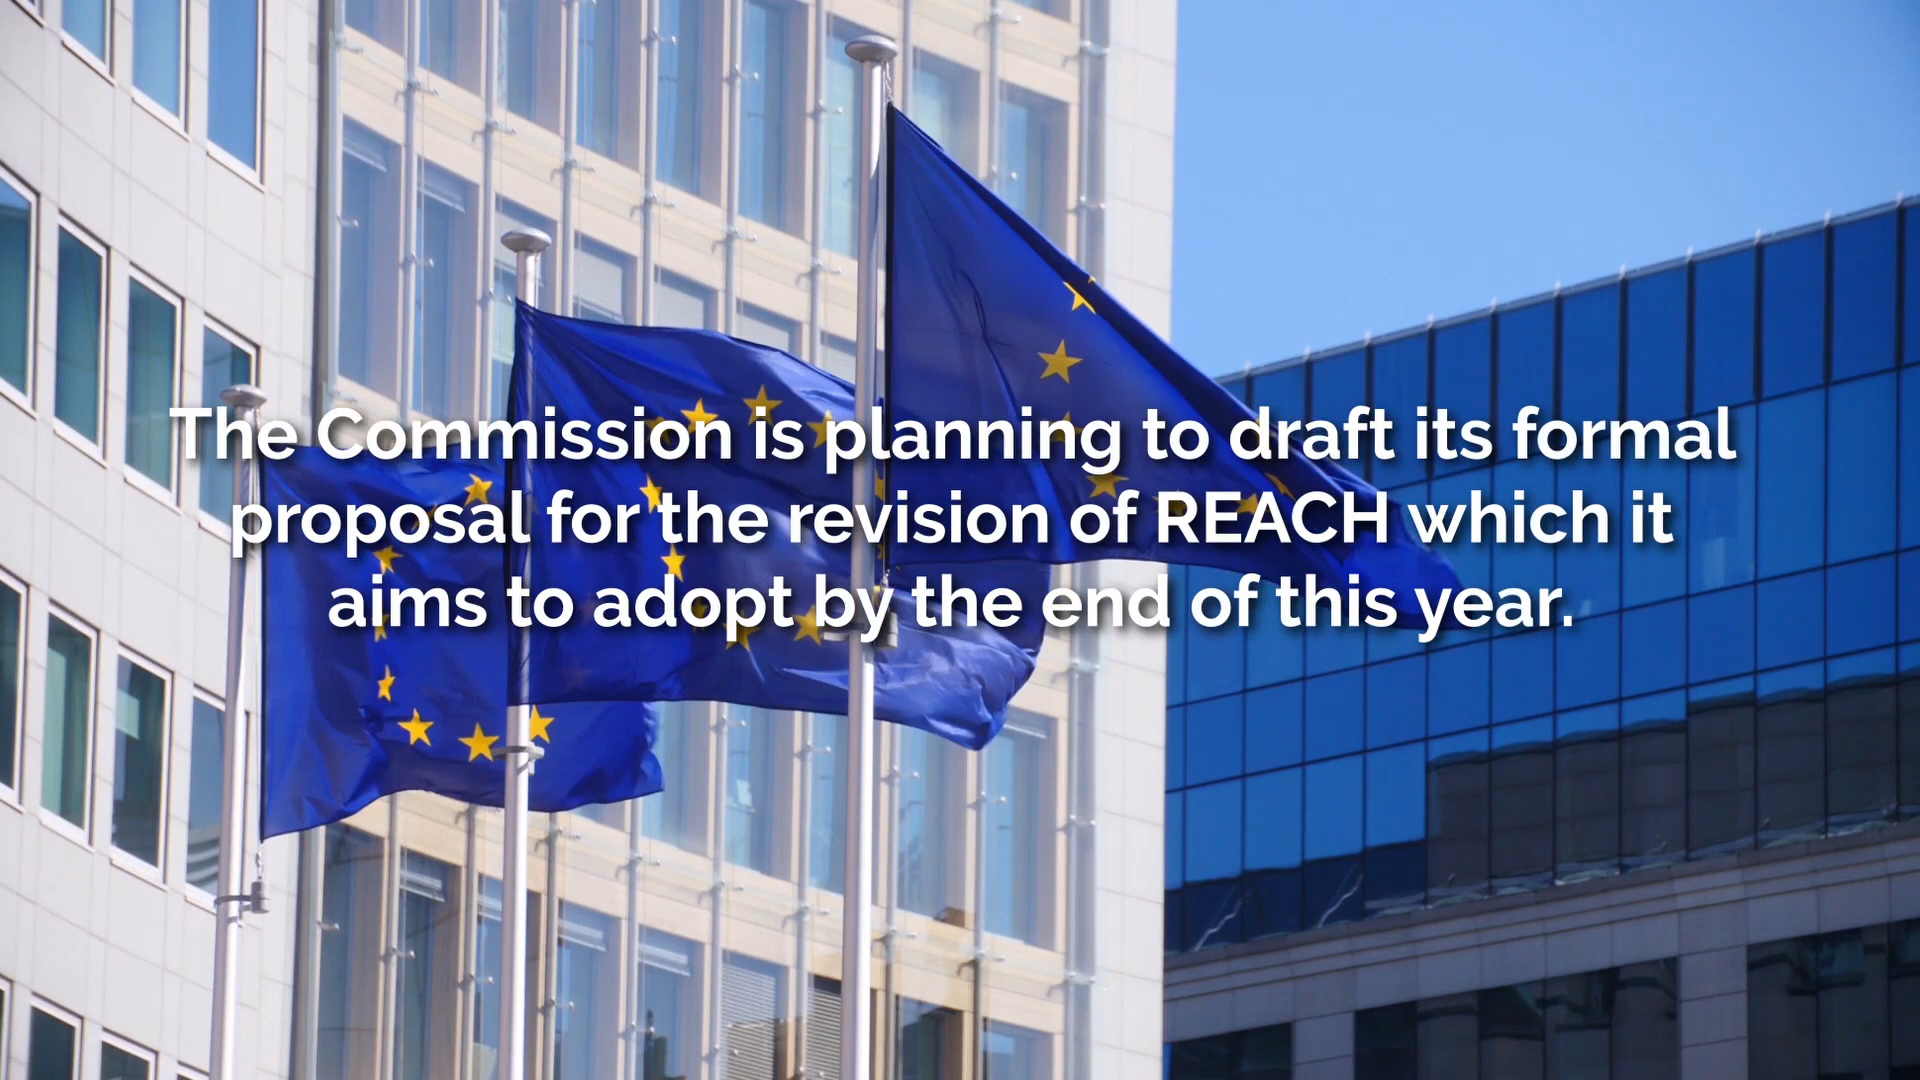 The Commission is planning to draft its formal
proposal for the revision of REACH which it
aims to adopt by the end of this year.